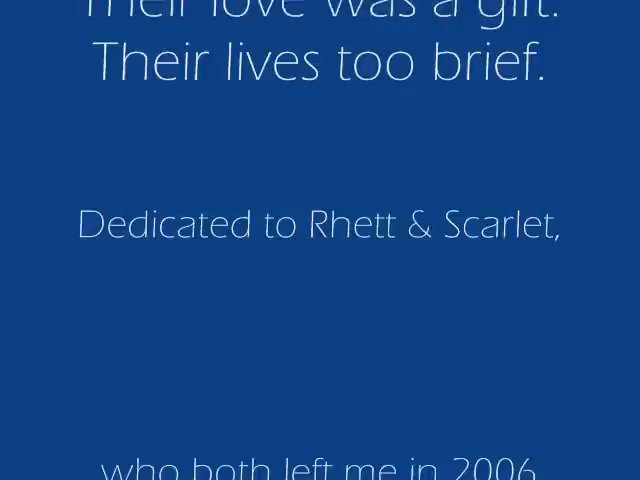 Their love was a gift.
Their lives too brief.
Dedicated to Rhett & Scarlet,
who both left me in 2006